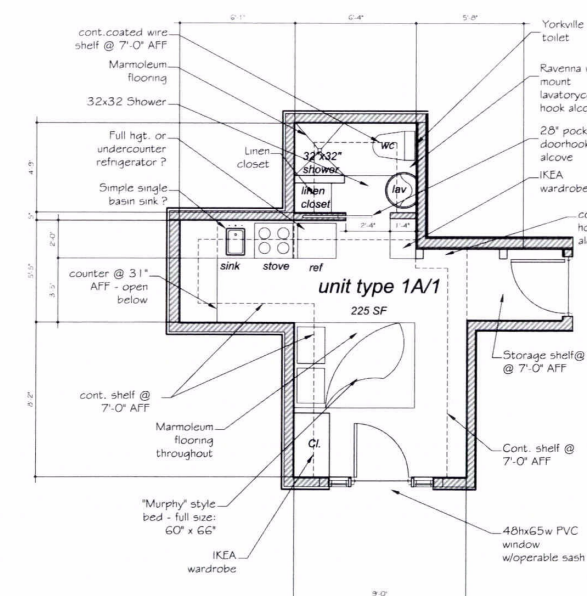 6'-1"
6'-4"
5'-8"
cont.coated wire
shelf @ 7'-0" AFF
Marmoleum
flooring
32x32 Shower
Full hgt. or
undercounter
refrigerator ?
Simple single
basin sink ?
counter @ 31"
AFF - open
below
cont. shelf @
7'-0" AFF
Marmoleum
flooring
throughout
"Murphy" style
bed - full size:
60" x 66"
IKEA
wardrobe
Linen
closet
32"x32"
shower
wc
linen
closet
lav
2'-4"
1'-4"
sink
stove
ref
unit type 1A/1
225 SF
Cl.
Yorkville
toilet
Ravenna
mount
lavatory
hook
28" pock
door
alcove
IKEA
wardrobe
Storage shelf@
@ 7'-0" AFF
Cont. shelf @
7'-0" AFF
48hx65w PVC
window
w/operable sash
4'-9"
2'-0"
3'-5"
8'-2"
9'-0"